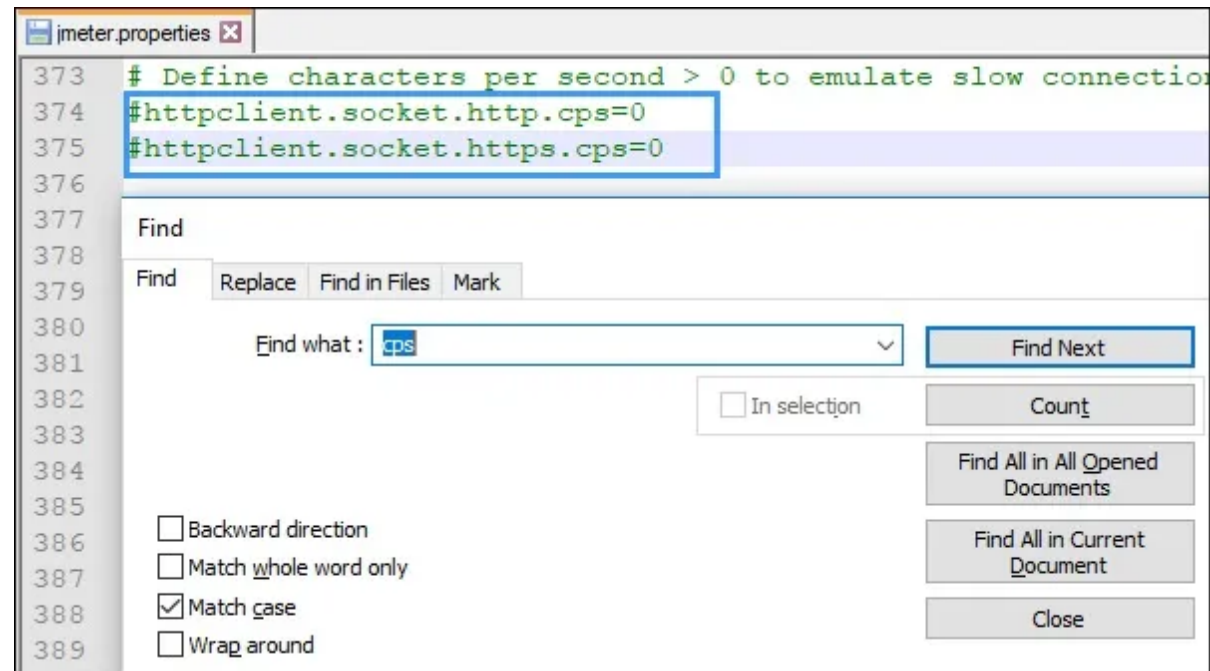 jmeter.properties
373 # Define characters per second > 0 to emulate slow connection
374 #httpclient.socket.http.cps=0
375 #httpclient.socket.https.cps=0
376
377
Find
378
Find Replace Find in Files Mark
379
380
Find what : cps Find Next
381
382 In selection Count
383
384 Find All in All Opened
Documents
385
386 Backward direction Find All in Current
Document
387 Match whole word only
388 Match case Close
389 Wrap around